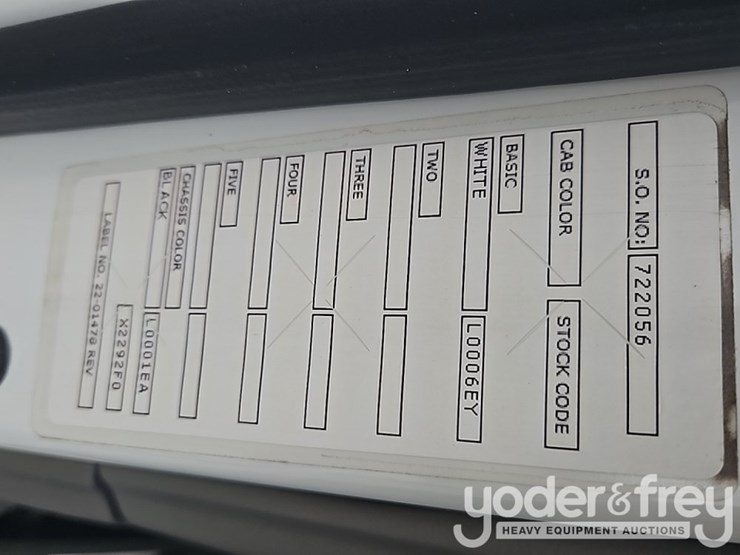 S.O. NO: 722056
CAB COLOR STOCK CODE
BASIC
WHITE L0006EY
TWO
THREE
FOUR
FIVE
CHASSIS COLOR
BLACK L0001EA
X2292F0
LABEL NO. 22-01478 REV
yoder&frey
HEAVY EQUIPMENT AUCTIONS